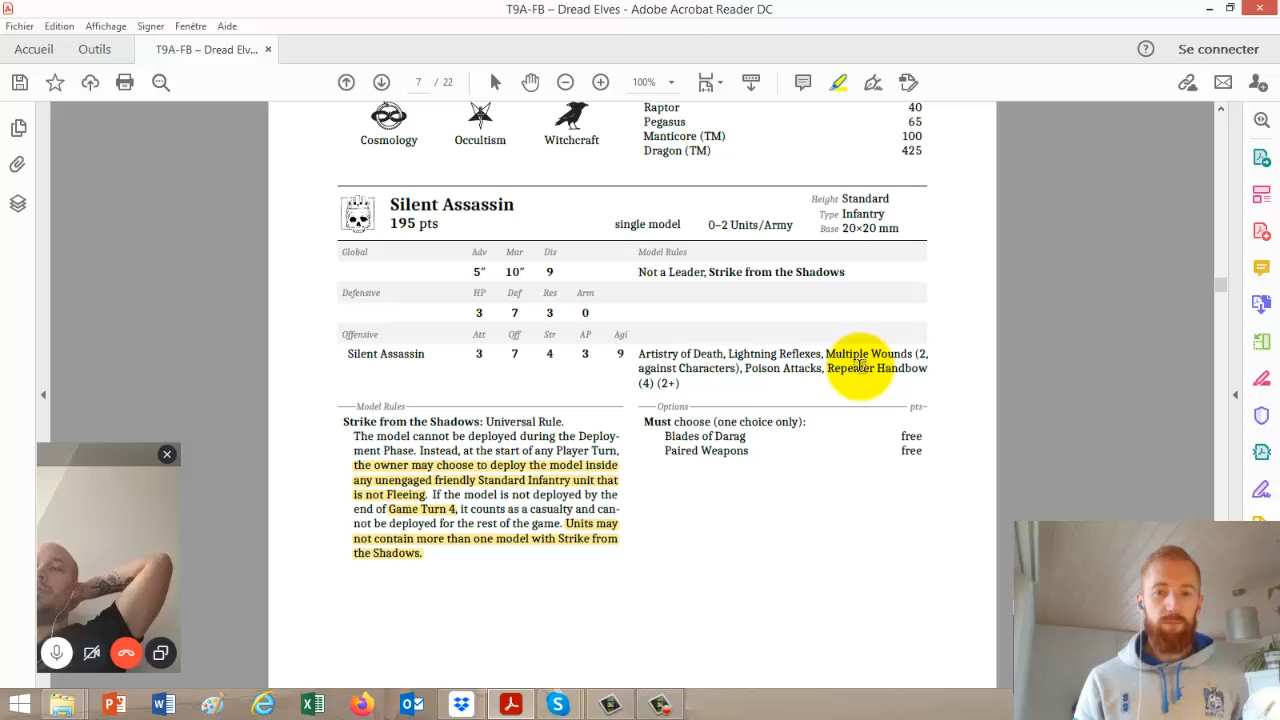 T9A-FB – Dread Elves - Adobe Acrobat Reader DC
Fichier Edition Affichage Signer Fenêtre Aide
Accueil Outils T9A-FB – Dread Elv... × Se connecter
7 / 22 100%
Raptor 40
Pegasus 65
Manticore (TM) 100
Dragon (TM) 425
Cosmology Occultism Witchcraft
Silent Assassin
195 pts single model 0–2 Units/Army
Height Standard
Type Infantry
Base 20×20 mm
Global Adv Mar Dis Model Rules
5″ 10″ 9 Not a Leader, Strike from the Shadows
Defensive HP Def Res Arm
3 7 3 0
Offensive Att Off Str AP Agi
Silent Assassin 3 7 4 3 9 Artistry of Death, Lightning Reflexes, Multiple Wounds (2,
against Characters), Poison Attacks, Repeater Handbow
(4) (2+)
Model Rules
Strike from the Shadows: Universal Rule.
The model cannot be deployed during the Deploy-
ment Phase. Instead, at the start of any Player Turn,
the owner may choose to deploy the model inside
any unengaged friendly Standard Infantry unit that
is not Fleeing. If the model is not deployed by the
end of Game Turn 4, it counts as a casualty and can-
not be deployed for the rest of the game. Units may
not contain more than one model with Strike from
the Shadows.
Options pts
Must choose (one choice only):
Blades of Darag free
Paired Weapons free